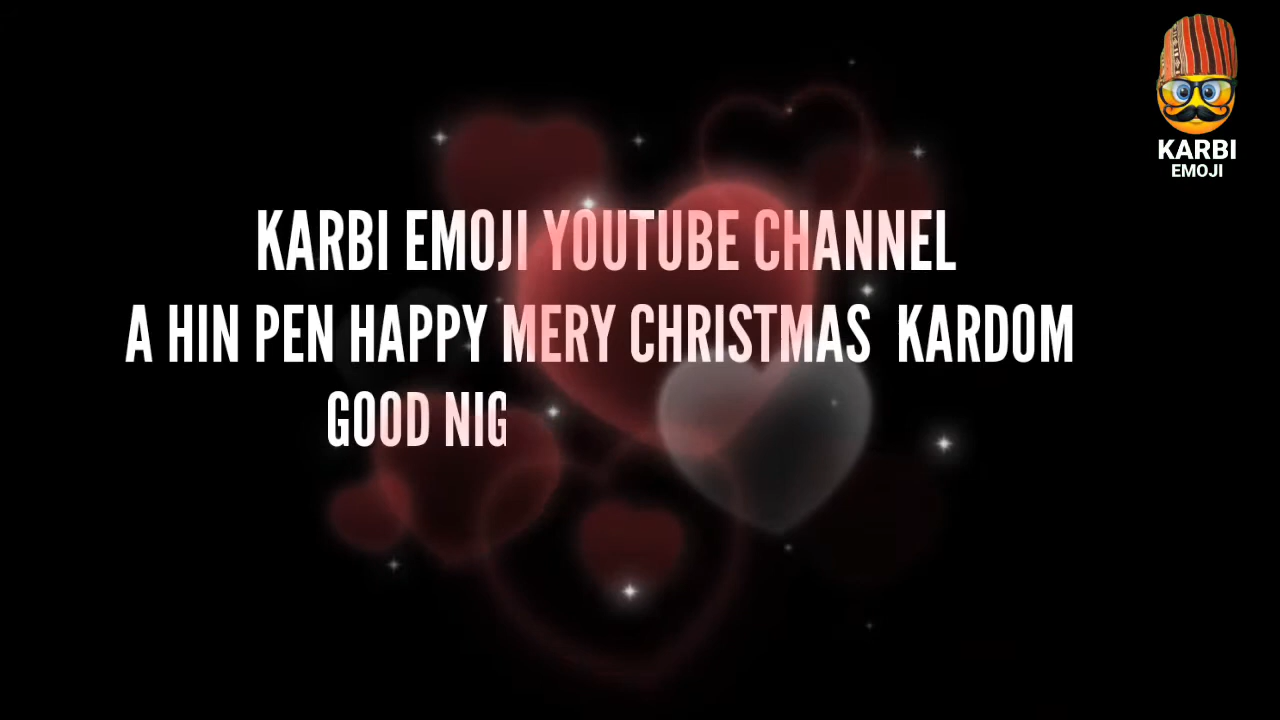 KARBI
EMOJI
KARBI EMOJI YOUTUBE CHANNEL
A HIN PEN HAPPY MERY CHRISTMAS KARDOM
GOOD NIG